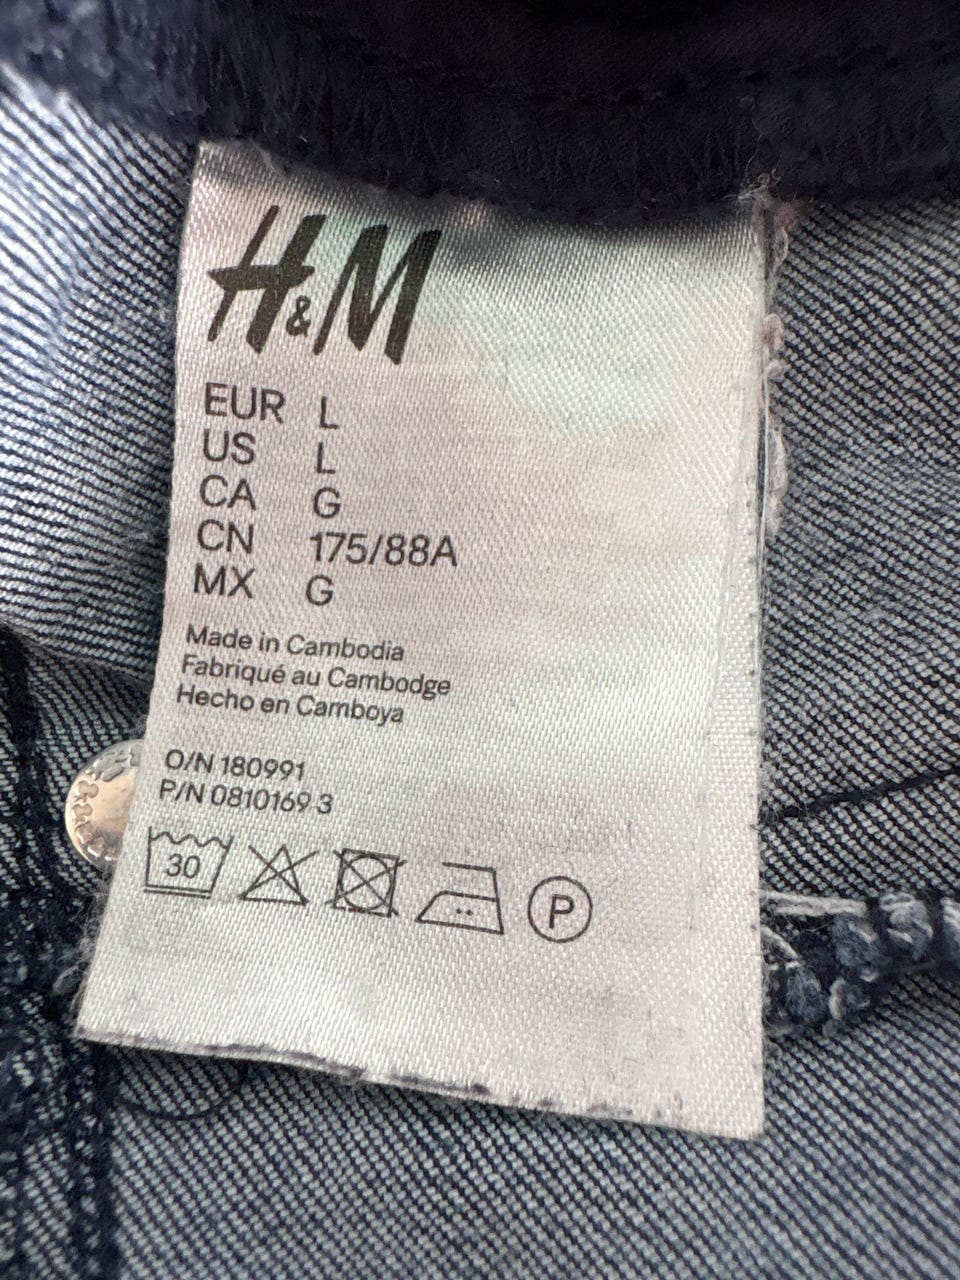 H&M
EUR L
US L
CA G
CN 175/88A
MX G
Made in Cambodia
Fabriqué au Cambodge
Hecho en Camboya
O/N 180991
P/N 0810169 3
30
P